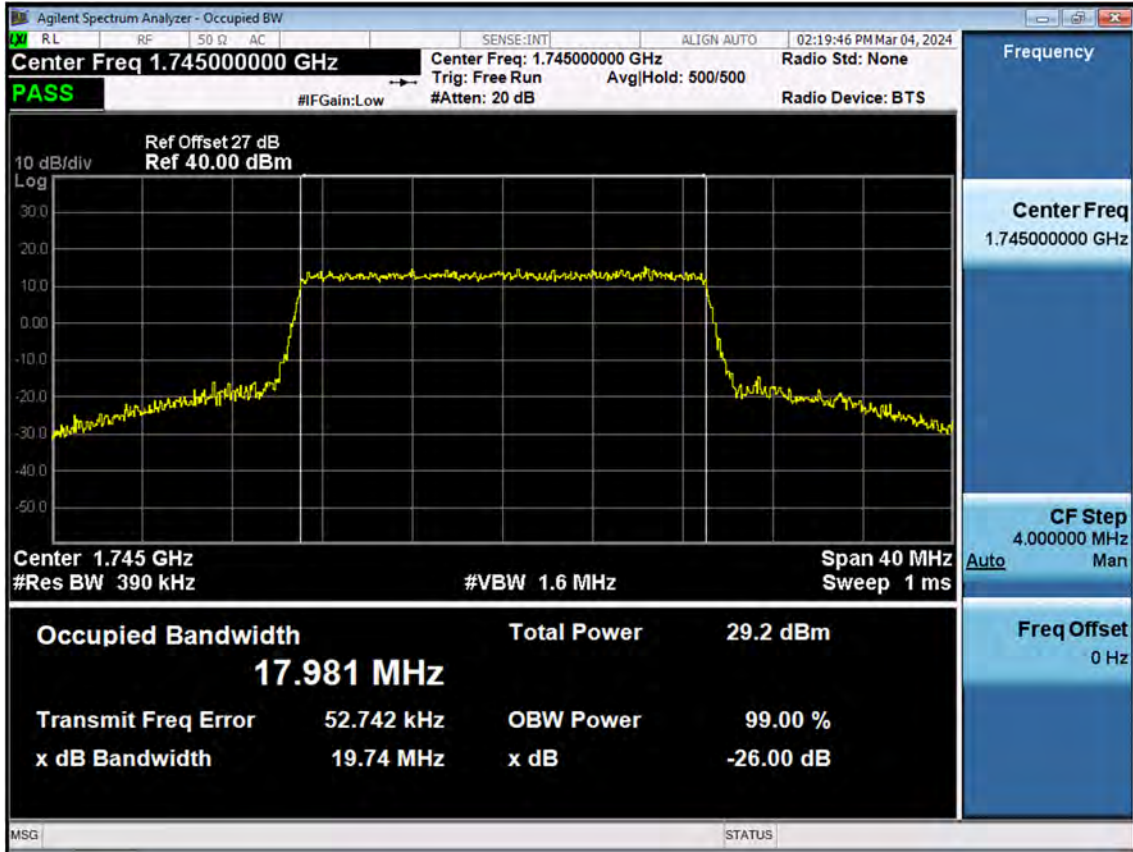 Agilent Spectrum Analyzer - Occupied BW
LXI RL RF 50 Ω AC SENSE:INT ALIGN AUTO 02:19:46 PM Mar 04, 2024
Center Freq 1.745000000 GHz
Center Freq: 1.745000000 GHz
Radio Std: None
Trig: Free Run Avg|Hold: 500/500
PASS
#IFGain:Low
#Atten: 20 dB
Radio Device: BTS
Ref Offset 27 dB
10 dB/div Ref 40.00 dBm
Log
30.0
20.0
10.0
0.00
-10.0
-20.0
-30.0
-40.0
-50.0
Center 1.745 GHz Span 40 MHz
#Res BW 390 kHz #VBW 1.6 MHz Sweep 1 ms
Occupied Bandwidth Total Power 29.2 dBm
17.981 MHz
Transmit Freq Error 52.742 kHz OBW Power 99.00 %
x dB Bandwidth 19.74 MHz x dB -26.00 dB
MSG STATUS
Frequency
Center Freq
1.745000000 GHz
CF Step
4.000000 MHz
Auto Man
Freq Offset
0 Hz